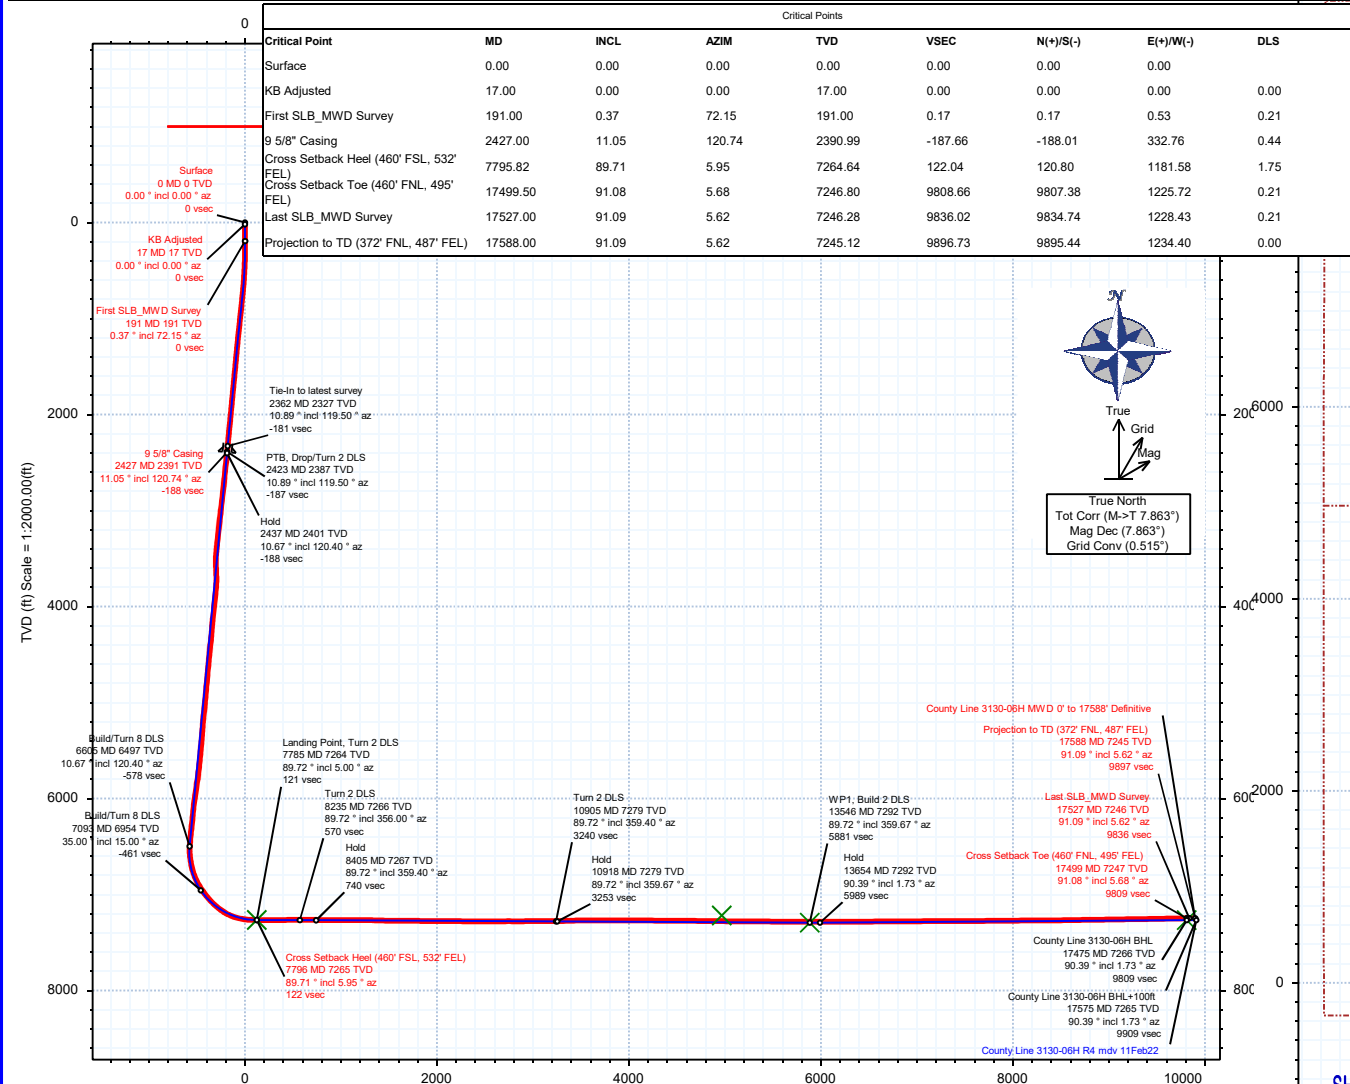 Critical Points
Critical Point MD INCL AZIM TVD VSEC N(+)/S(-) E(+)/W(-) DLS
Surface 0.00 0.00 0.00 0.00 0.00 0.00 0.00
KB Adjusted 17.00 0.00 0.00 17.00 0.00 0.00 0.00 0.00
First SLB_MWD Survey 191.00 0.37 72.15 191.00 0.17 0.17 0.53 0.21
9 5/8" Casing 2427.00 11.05 120.74 2390.99 -187.66 -188.01 332.76 0.44
Cross Setback Heel (460' FSL, 532'
FEL) 7795.82 89.71 5.95 7264.64 122.04 120.80 1181.58 1.75
Cross Setback Toe (460' FNL, 495'
FEL) 17499.50 91.08 5.68 7246.80 9808.66 9807.38 1225.72 0.21
Last SLB_MWD Survey 17527.00 91.09 5.62 7246.28 9836.02 9834.74 1228.43 0.21
Projection to TD (372' FNL, 487' FEL) 17588.00 91.09 5.62 7245.12 9896.73 9895.44 1234.40 0.00
0
Surface
0 MD 0 TVD
0.00 ° incl 0.00 ° az
0 vsec
KB Adjusted
17 MD 17 TVD
0.00 ° incl 0.00 ° az
0 vsec
First SLB_MWD Survey
191 MD 191 TVD
0.37 ° incl 72.15 ° az
0 vsec
Tie-In to latest survey
2362 MD 2327 TVD
10.89 ° incl 119.50 ° az
-181 vsec
9 5/8" Casing
2427 MD 2391 TVD
11.05 ° incl 120.74 ° az
-188 vsec
PTB, Drop/Turn 2 DLS
2423 MD 2387 TVD
10.89 ° incl 119.50 ° az
-187 vsec
Hold
2437 MD 2401 TVD
10.67 ° incl 120.40 ° az
-188 vsec
N
True
Grid
Mag
True North
Tot Corr (M->T 7.863°)
Mag Dec (7.863°)
Grid Conv (0.515°)
TVD (ft) Scale = 1:2000.00(ft)
0
2000
4000
6000
8000
Build/Turn 8 DLS
6605 MD 6497 TVD
10.67 ° incl 120.40 ° az
-578 vsec
Build/Turn 8 DLS
7093 MD 6954 TVD
35.00 ° incl 15.00 ° az
-461 vsec
Landing Point, Turn 2 DLS
7785 MD 7264 TVD
89.72 ° incl 5.00 ° az
121 vsec
Turn 2 DLS
8235 MD 7266 TVD
89.72 ° incl 356.00 ° az
570 vsec
Hold
8405 MD 7267 TVD
89.72 ° incl 359.40 ° az
740 vsec
Cross Setback Heel (460' FSL, 532' FEL)
7796 MD 7265 TVD
89.71 ° incl 5.95 ° az
122 vsec
Turn 2 DLS
10905 MD 7279 TVD
89.72 ° incl 359.40 ° az
3240 vsec
Hold
10918 MD 7279 TVD
89.72 ° incl 359.67 ° az
3253 vsec
WP1, Build 2 DLS
13546 MD 7292 TVD
89.72 ° incl 359.67 ° az
5881 vsec
Hold
13654 MD 7292 TVD
90.39 ° incl 1.73 ° az
5989 vsec
County Line 3130-06H MWD 0' to 17588' Definitive
Projection to TD (372' FNL, 487' FEL)
17588 MD 7245 TVD
91.09 ° incl 5.62 ° az
9897 vsec
Last SLB_MWD Survey
17527 MD 7246 TVD
91.09 ° incl 5.62 ° az
9836 vsec
Cross Setback Toe (460' FNL, 495' FEL)
17499 MD 7247 TVD
91.08 ° incl 5.68 ° az
9809 vsec
County Line 3130-06H BHL
17475 MD 7266 TVD
90.39 ° incl 1.73 ° az
9809 vsec
County Line 3130-06H BHL+100ft
17575 MD 7265 TVD
90.39 ° incl 1.73 ° az
9909 vsec
County Line 3130-06H R4 mdv 11Feb22
0 2000 4000 6000 8000 10000
6000
4000
2000
0